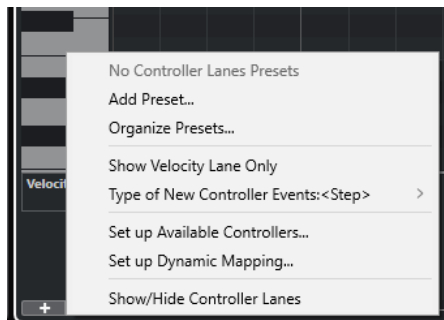 No Controller Lanes Presets
Add Preset...
Organize Presets...
Show Velocity Lane Only
Type of New Controller Events:<Step>
Set up Available Controllers...
Set up Dynamic Mapping...
Show/Hide Controller Lanes